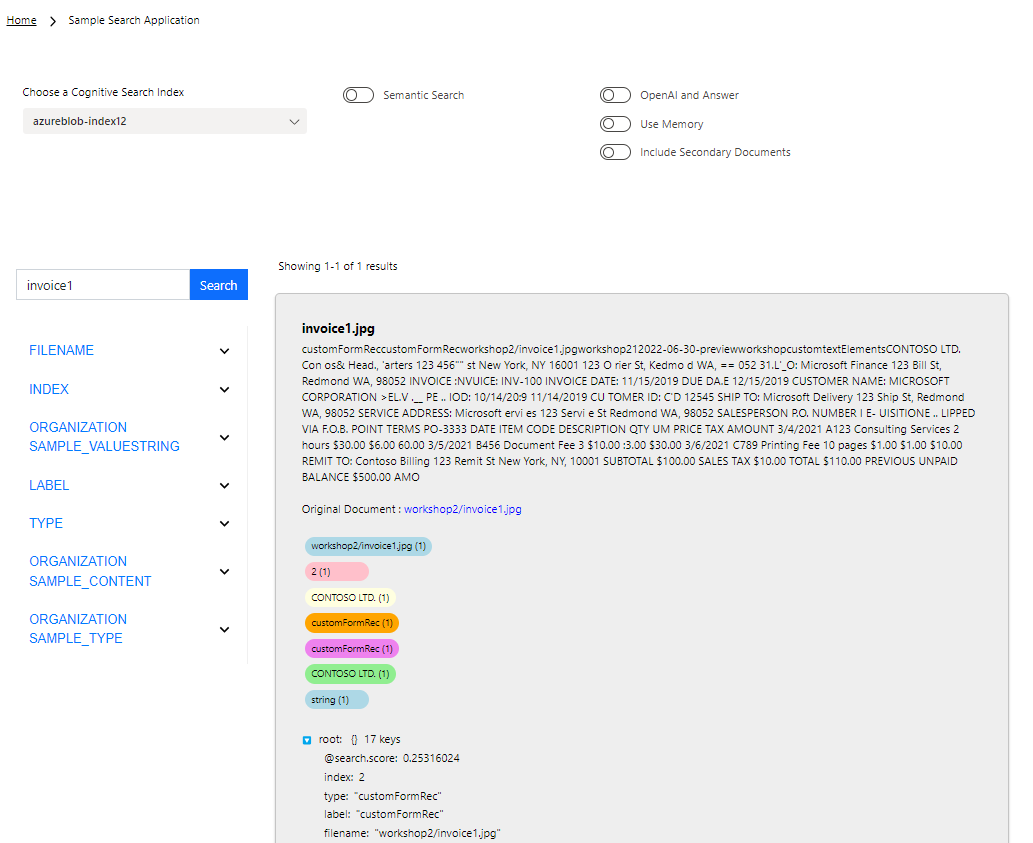 Home > Sample Search Application
Choose a Cognitive Search Index
azureblob-index12
Semantic Search
OpenAI and Answer
Use Memory
Include Secondary Documents
invoice1
Search
FILENAME
INDEX
ORGANIZATION
SAMPLE_VALUESTRING
LABEL
TYPE
ORGANIZATION
SAMPLE_CONTENT
ORGANIZATION
SAMPLE_TYPE
Showing 1-1 of 1 results
invoice1.jpg
customFormReccustomFormRecworkshop2/invoice1.jpgworkshop212022-06-30-previewworkshopcustomtextElementsCONTOSO LTD.
Con os& Head., 'arters 123 456"" st New York, NY 16001 123 O rier St, Kedmo d WA, == 052 31.L'_O: Microsoft Finance 123 Bill St,
Redmond WA, 98052 INVOICE :NVUICE: INV-100 INVOICE DATE: 11/15/2019 DUE DA.E 12/15/2019 CUSTOMER NAME: MICROSOFT
CORPORATION >EL.V .__ PE .. IOD: 10/14/20:9 11/14/2019 CU TOMER ID: C'D 12545 SHIP TO: Microsoft Delivery 123 Ship St, Redmond
WA, 98052 SERVICE ADDRESS: Microsoft ervi es 123 Servi e St Redmond WA, 98052 SALESPERSON P.O. NUMBER I E- UISITIONE .. LIPPED
VIA F.O.B. POINT TERMS PO-3333 DATE ITEM CODE DESCRIPTION QTY UM PRICE TAX AMOUNT 3/4/2021 A123 Consulting Services 2
hours $30.00 $6.00 60.00 3/5/2021 B456 Document Fee 3 $10.00 :3.00 $30.00 3/6/2021 C789 Printing Fee 10 pages $1.00 $1.00 $10.00
REMIT TO: Contoso Billing 123 Remit St New York, NY, 10001 SUBTOTAL $100.00 SALES TAX $10.00 TOTAL $110.00 PREVIOUS UNPAID
BALANCE $500.00 AMO
Original Document : workshop2/invoice1.jpg
workshop2/invoice1.jpg (1)
2 (1)
CONTOSO LTD. (1)
customFormRec (1)
customFormRec (1)
CONTOSO LTD. (1)
string (1)
root: {} 17 keys
@search.score: 0.25316024
index: 2
type: "customFormRec"
label: "customFormRec"
filename: "workshop2/invoice1.jpg"